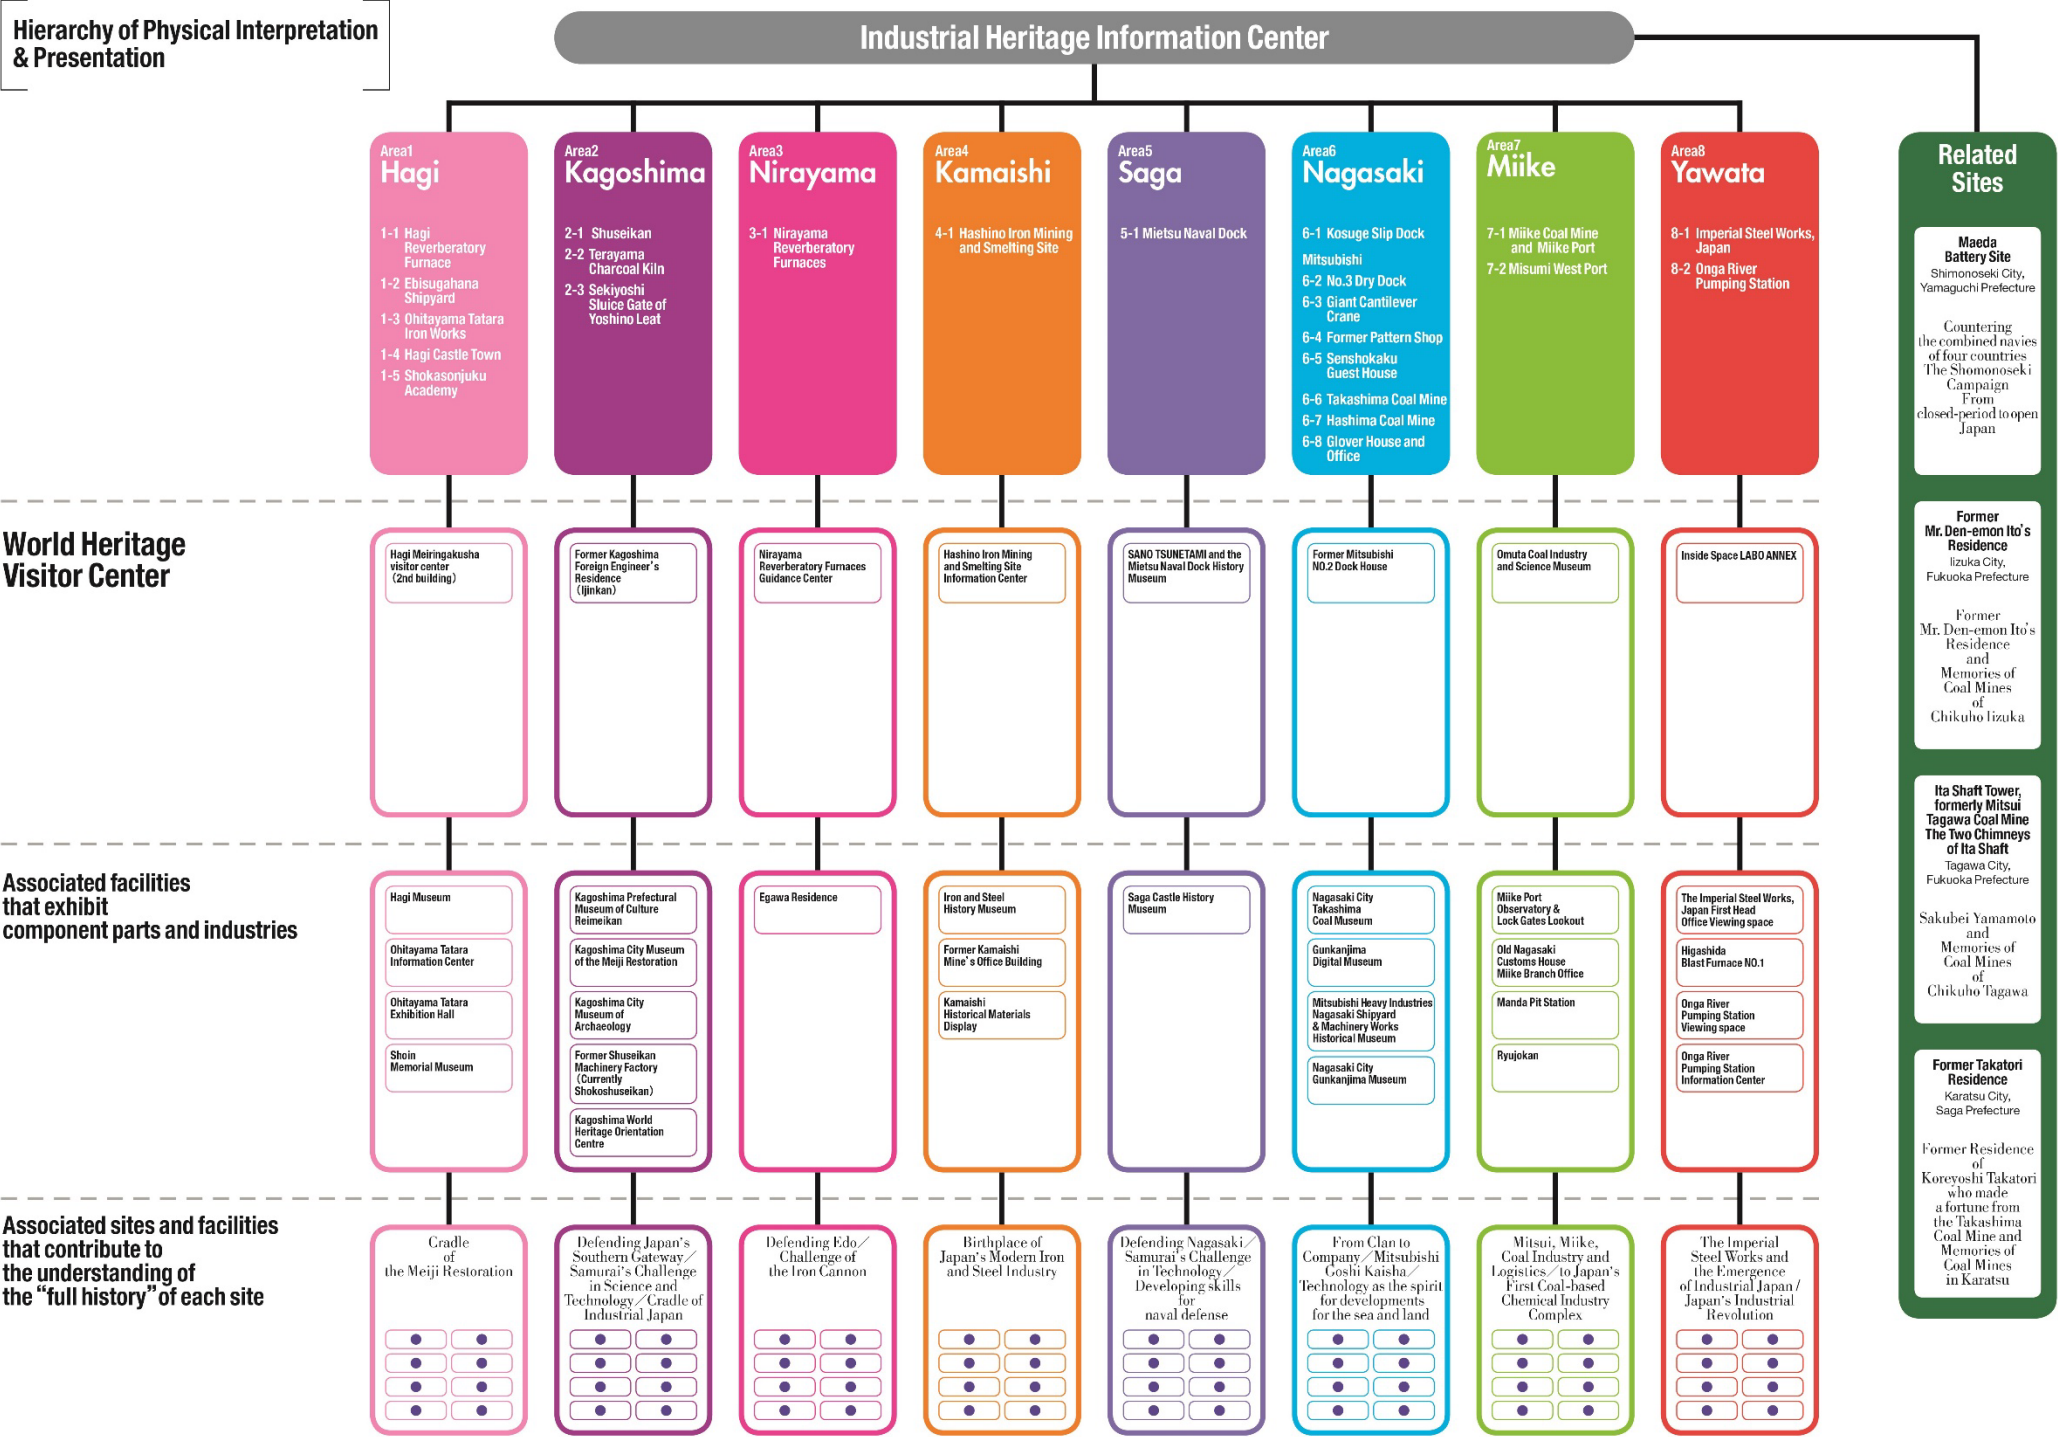 Hierarchy of Physical Interpretation
& Presentation
Industrial Heritage Information Center
Area1
Hagi
1-1 Hagi
Reverberatory
Furnace
1-2 Ebisugahana
Shipyard
1-3 Ohitayama Tatara
Iron Works
1-4 Hagi Castle Town
1-5 Shokasonjuku
Academy
Area2
Kagoshima
2-1 Shuseikan
2-2 Terayama
Charcoal Kiln
2-3 Sekiyoshi
Sluice Gate of
Yoshino Leat
Area3
Nirayama
3-1 Nirayama
Reverberatory
Furnaces
Area4
Kamaishi
4-1 Hashino Iron Mining
and Smelting Site
Area5
Saga
5-1 Mietsu Naval Dock
Area6
Nagasaki
6-1 Kosuge Slip Dock
Mitsubishi
6-2 No.3 Dry Dock
6-3 Giant Cantilever
Crane
6-4 Former Pattern Shop
6-5 Senshokaku
Guest House
6-6 Takashima Coal Mine
6-7 Hashima Coal Mine
6-8 Glover House and
Office
Area7
Miike
7-1 Miike Coal Mine
and Miike Port
7-2 Misumi West Port
Area8
Yawata
8-1 Imperial Steel Works,
Japan
8-2 Onga River
Pumping Station
World Heritage
Visitor Center
Hagi Meiringakusha
visitor center
(2nd building)
Former Kagoshima
Foreign Engineer's
Residence
(Ijinkan)
Nirayama
Reverberatory Furnaces
Guidance Center
Hashino Iron Mining
and Smelting Site
Information Center
SANO TSUNETAMI and the
Mietsu Naval Dock History
Museum
Former Mitsubishi
NO.2 Dock House
Omuta Coal Industry
and Science Museum
Inside Space LABO ANNEX
Associated facilities
that exhibit
component parts and industries
Hagi Museum
Ohitayama Tatara
Information Center
Ohitayama Tatara
Exhibition Hall
Shoin
Memorial Museum
Kagoshima Prefectural
Museum of Culture
Reimeikan
Kagoshima City Museum
of the Meiji Restoration
Kagoshima City
Museum of
Archaeology
Former Shuseikan
Machinery Factory
(Currently
Shokoshuseikan)
Kagoshima World
Heritage Orientation
Centre
Egawa Residence
Iron and Steel
History Museum
Former Kamaishi
Mine's Office Building
Kamaishi
Historical Materials
Display
Saga Castle History
Museum
Nagasaki City
Takashima
Coal Museum
Gunkanjima
Digital Museum
Mitsubishi Heavy Industries
Nagasaki Shipyard
& Machinery Works
Historical Museum
Nagasaki City
Gunkanjima Museum
Miike Port
Observatory &
Lock Gates Lookout
Old Nagasaki
Customs House
Miike Branch Office
Manda Pit Station
Ryujokan
The Imperial Steel Works,
Japan First Head
Office Viewing space
Higashida
Blast Furnace NO.1
Onga River
Pumping Station
Viewing space
Onga River
Pumping Station
Information Center
Associated sites and facilities
that contribute to
the understanding of
the "full history" of each site
Cradle
of
the Meiji Restoration
Defending Japan's
Southern Gateway/
Samurai's Challenge
in Science and
Technology/Cradle of
Industrial Japan
Defending Edo/
Challenge of
the Iron Cannon
Birthplace of
Japan's Modern Iron
and Steel Industry
Defending Nagasaki/
Samurai's Challenge
in Technology/
Developing skills
for
naval defense
From Clan to
Company/Mitsubishi
Goshi Kaisha/
Technology as the spirit
for developments
for the sea and land
Mitsui, Miike,
Coal Industry and
Logistics/to Japan's
First Coal-based
Chemical Industry
Complex
The Imperial
Steel Works and
the Emergence
of Industrial Japan/
Japan's Industrial
Revolution
Related
Sites
Maeda
Battery Site
Shimonoseki City,
Yamaguchi Prefecture
Countering
the combined navies
of four countries
The Shomonoseki
Campaign
From
closed-period to open
Japan
Former
Mr. Den-emon Ito's
Residence
Iizuka City,
Fukuoka Prefecture
Former
Mr. Den-emon Ito's
Residence
and
Memories of
Coal Mines
of
Chikuho Iizuka
Ita Shaft Tower,
formerly Mitsui
Tagawa Coal Mine
The Two Chimneys
of Ita Shaft
Tagawa City,
Fukuoka Prefecture
Sakubei Yamamoto
and
Memories of
Coal Mines
of
Chikuho Tagawa
Former Takatori
Residence
Karatsu City,
Saga Prefecture
Former Residence
of
Koreyoshi Takatori
who made
a fortune from
the Takashima
Coal Mine and
Memories of
Coal Mines
in Karatsu